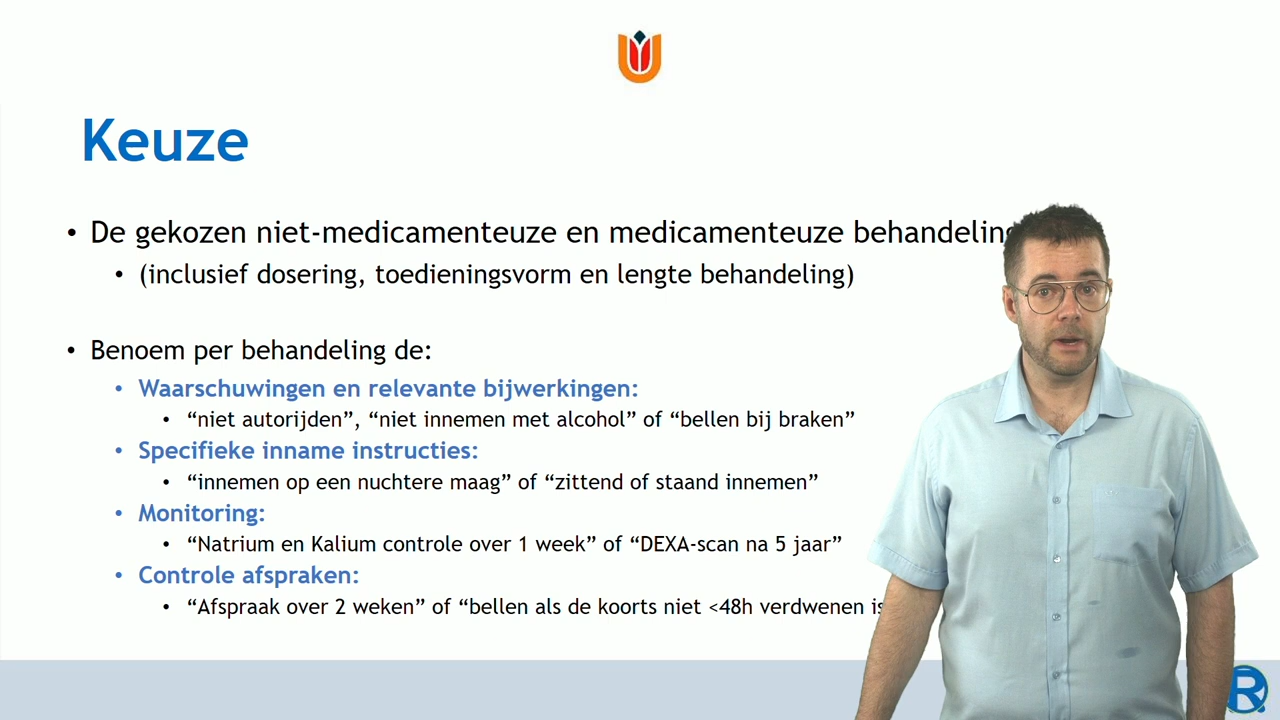 Keuze
• De gekozen niet-medicamenteuze en medicamenteuze behandeling
• (inclusief dosering, toedieningsvorm en lengte behandeling)
• Benoem per behandeling de:
• Waarschuwingen en relevante bijwerkingen:
• “niet autorijden”, “niet innemen met alcohol” of “bellen bij braken”
• Specifieke inname instructies:
• “innemen op een nuchtere maag” of “zittend of staand innemen”
• Monitoring:
• “Natrium en Kalium controle over 1 week” of “DEXA-scan na 5 jaar”
• Controle afspraken:
• “Afspraak over 2 weken” of “bellen als de koorts niet <48h verdwenen is
R